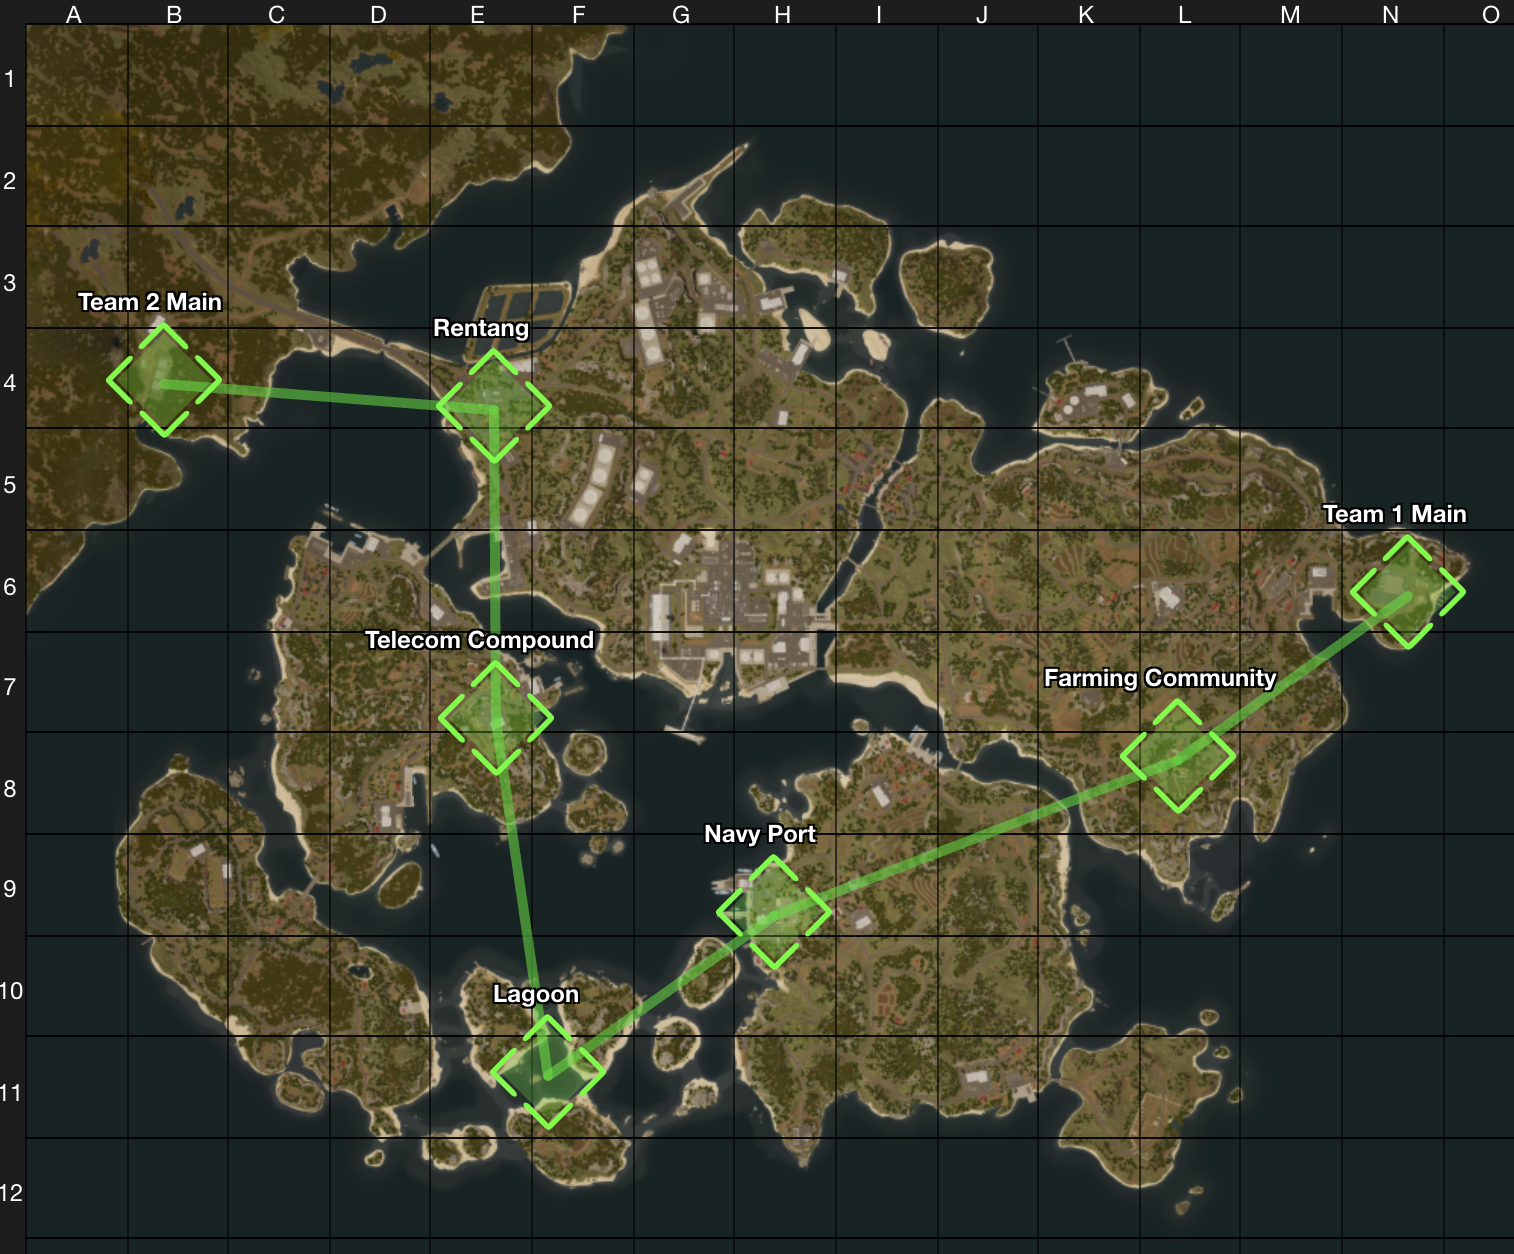 A B C D E F G H I J K L M N O
1
2
3
Team 2 Main
Rentang
4
5
Team 1 Main
6
Telecom Compound
7
Farming Community
8
Navy Port
9
10
Lagoon
11
12